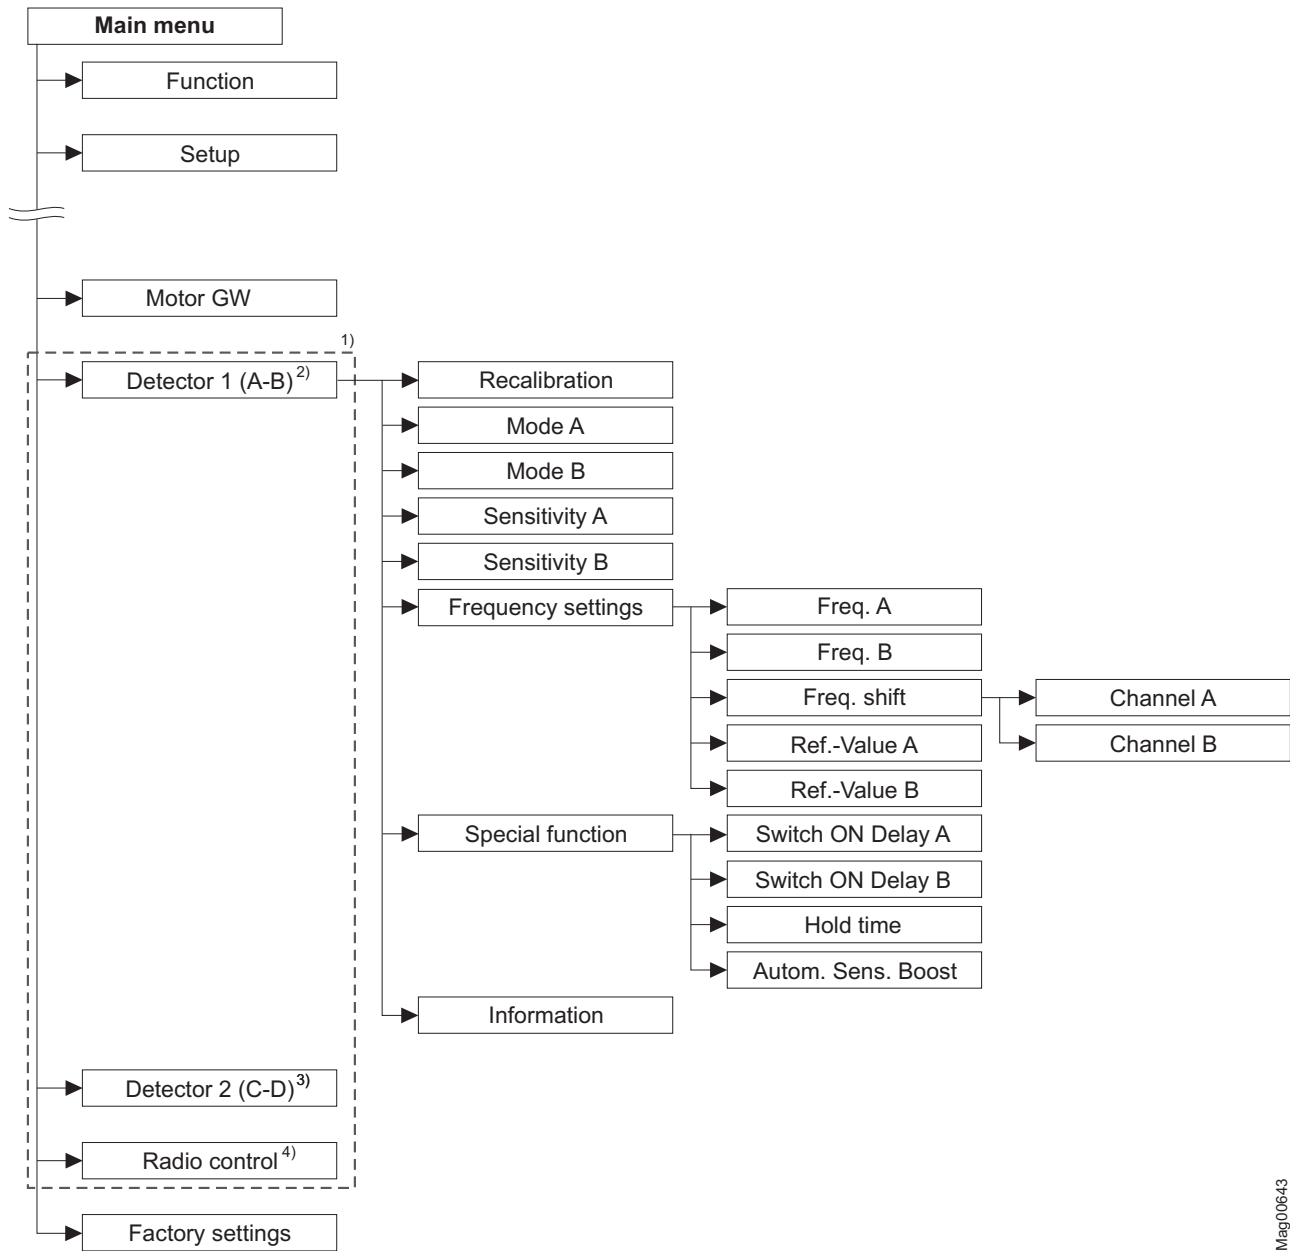 Main menu
Function
Setup
Motor GW
1)
Detector 1 (A-B) 2)
Recalibration
Mode A
Mode B
Sensitivity A
Sensitivity B
Frequency settings
Freq. A
Freq. B
Freq. shift
Channel A
Channel B
Ref.-Value A
Ref.-Value B
Special function
Switch ON Delay A
Switch ON Delay B
Hold time
Autom. Sens. Boost
Information
Detector 2 (C-D) 3)
Radio control 4)
Factory settings
Mag00643